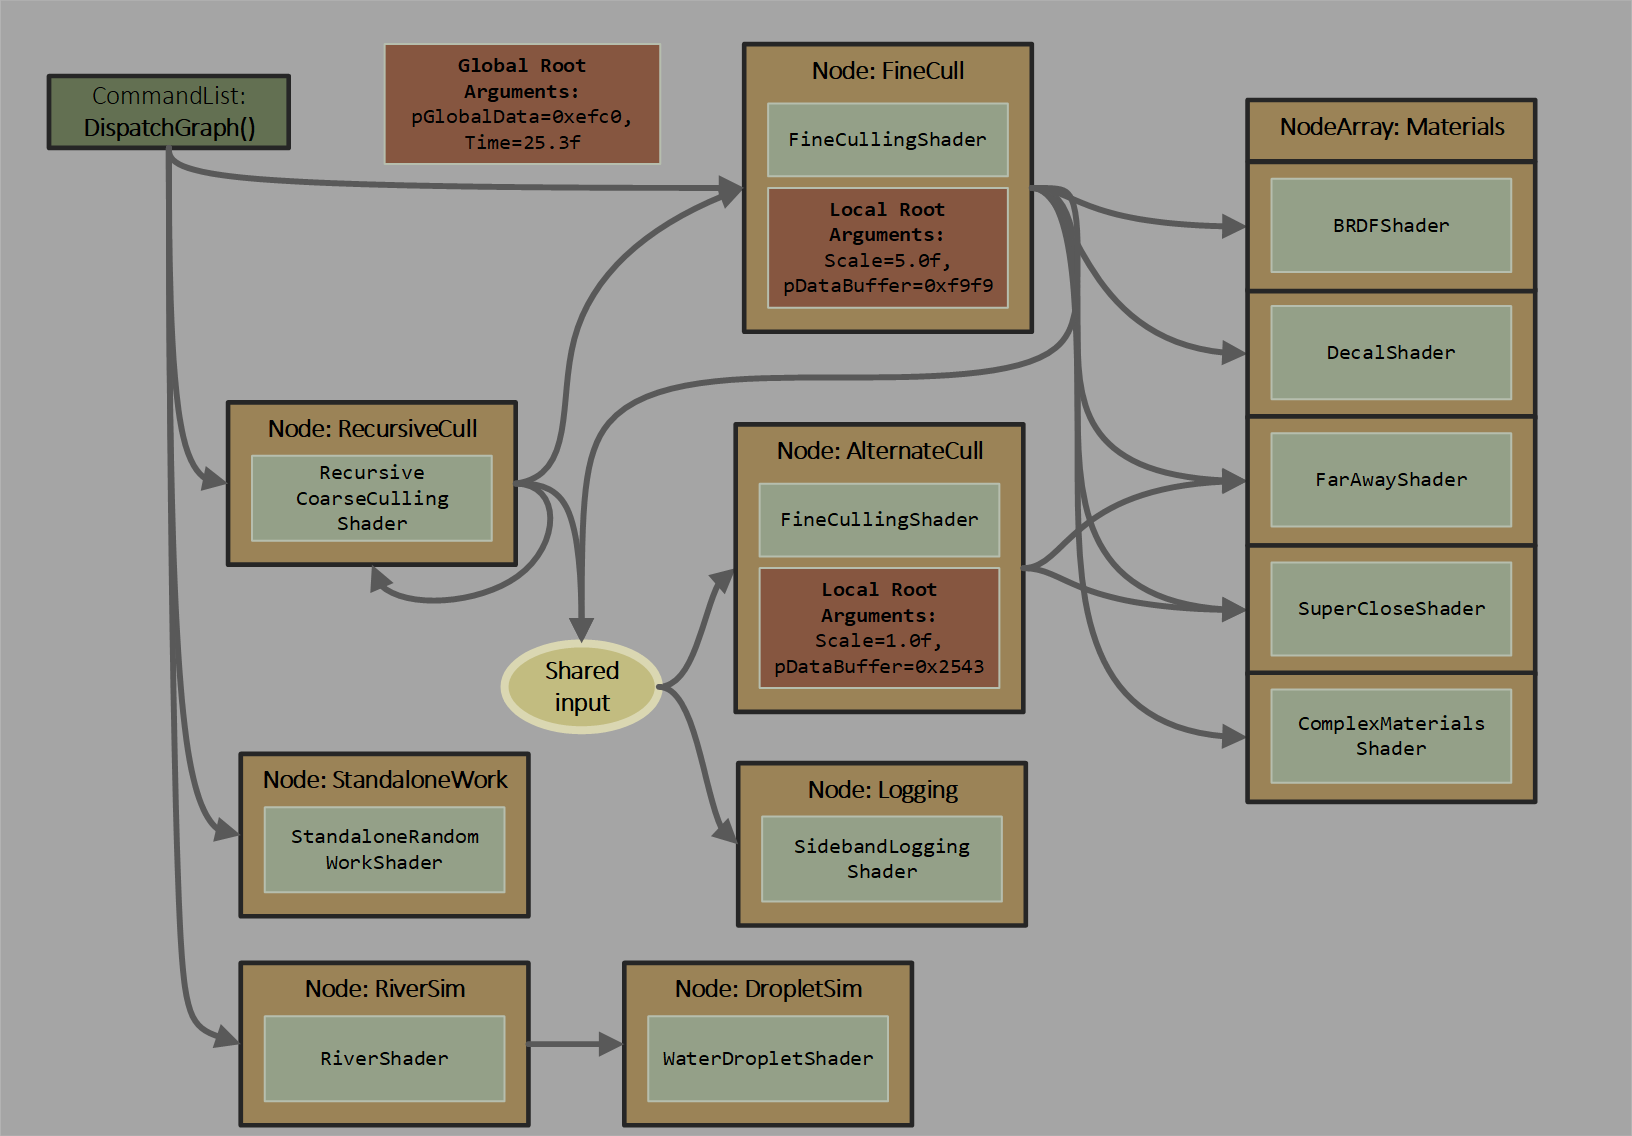 CommandList:
DispatchGraph()
Global Root
Arguments:
pGlobalData=0xefc0,
Time=25.3f
Node: FineCull
FineCullingShader
Local Root
Arguments:
Scale=5.0f,
pDataBuffer=0xf9f9
NodeArray: Materials
BRDFShader
DecalShader
FarAwayShader
SuperCloseShader
ComplexMaterials
Shader
Node: RecursiveCull
Recursive
CoarseCulling
Shader
Node: AlternateCull
FineCullingShader
Local Root
Arguments:
Scale=1.0f,
pDataBuffer=0x2543
Shared
input
Node: StandaloneWork
StandaloneRandom
WorkShader
Node: Logging
SidebandLogging
Shader
Node: RiverSim
RiverShader
Node: DropletSim
WaterDropletShader